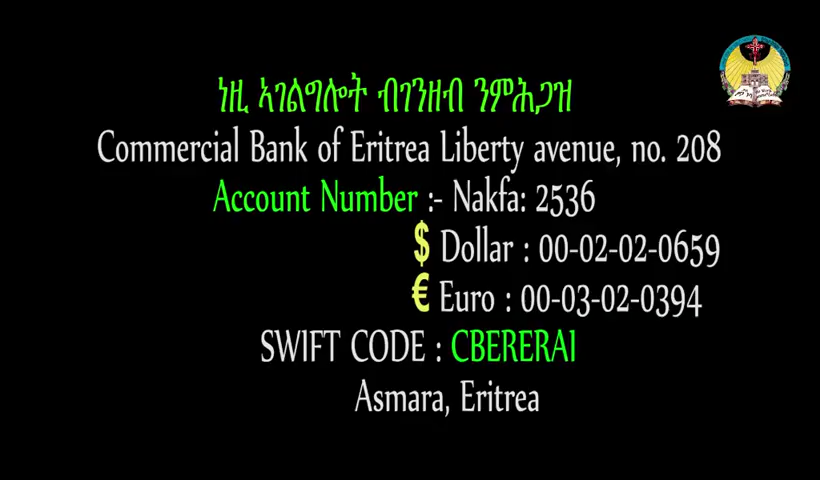 ነዚ ኣገልግሎት ብገንዘብ ንምሕጋዝ
Commercial Bank of Eritrea Liberty avenue, no. 208
Account Number :- Nakfa: 2536
$ Dollar : 00-02-02-0659
€ Euro : 00-03-02-0394
SWIFT CODE : CBERERAI
Asmara, Eritrea